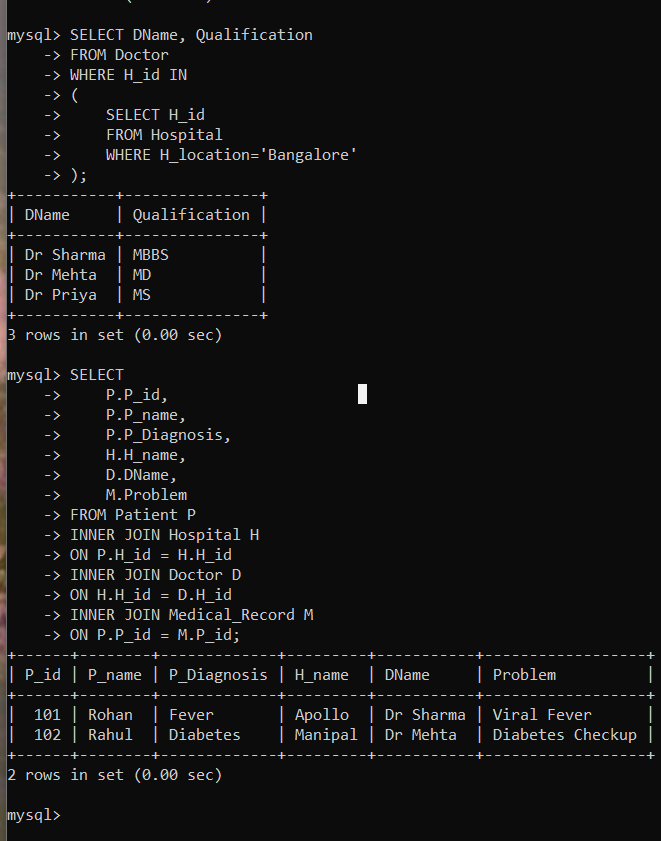 mysql> SELECT DName, Qualification
    -> FROM Doctor
    -> WHERE H_id IN
    -> (
    ->     SELECT H_id
    ->     FROM Hospital
    ->     WHERE H_location='Bangalore'
    -> );
+-----------+---------------+
| DName     | Qualification |
+-----------+---------------+
| Dr Sharma | MBBS          |
| Dr Mehta  | MD            |
| Dr Priya  | MS            |
+-----------+---------------+
3 rows in set (0.00 sec)

mysql> SELECT
    ->     P.P_id,
    ->     P.P_name,
    ->     P.P_Diagnosis,
    ->     H.H_name,
    ->     D.DName,
    ->     M.Problem
    -> FROM Patient P
    -> INNER JOIN Hospital H
    -> ON P.H_id = H.H_id
    -> INNER JOIN Doctor D
    -> ON H.H_id = D.H_id
    -> INNER JOIN Medical_Record M
    -> ON P.P_id = M.P_id;
+------+--------+-------------+---------+-----------+------------------+
| P_id | P_name | P_Diagnosis | H_name  | DName     | Problem          |
+------+--------+-------------+---------+-----------+------------------+
|  101 | Rohan  | Fever       | Apollo  | Dr Sharma | Viral Fever      |
|  102 | Rahul  | Diabetes    | Manipal | Dr Mehta  | Diabetes Checkup |
+------+--------+-------------+---------+-----------+------------------+
2 rows in set (0.00 sec)

mysql>